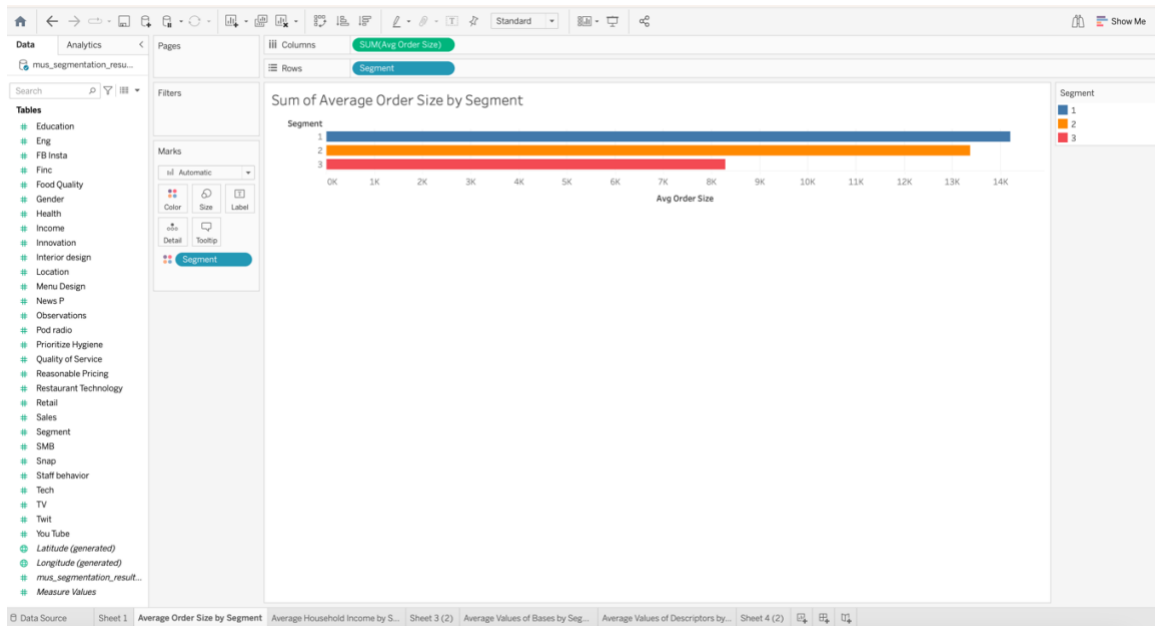 Standard
Show Me
Data
Analytics
Pages
Columns
SUM(Avg Order Size)
mus_segmentation_resu...
Rows
Segment
Search
Filters
Tables
Education
Eng
FB Insta
Finc
Food Quality
Gender
Health
Income
Innovation
Interior design
Location
Menu Design
News P
Observations
Pod radio
Prioritize Hygiene
Quality of Service
Reasonable Pricing
Restaurant Technology
Retail
Sales
Segment
SMB
Snap
Staff behavior
Tech
TV
Twit
You Tube
Latitude (generated)
Longitude (generated)
mus_segmentation_result...
Measure Values
Marks
Automatic
Color Size Label
Detail Tooltip
Segment
Sum of Average Order Size by Segment
Segment
1
2
3
0K 1K 2K 3K 4K 5K 6K 7K 8K 9K 10K 11K 12K 13K 14K
Avg Order Size
Segment
1
2
3
Data Source Sheet 1 Average Order Size by Segment Average Household Income by S... Sheet 3 (2) Average Values of Bases by Seg... Average Values of Descriptors by... Sheet 4 (2)